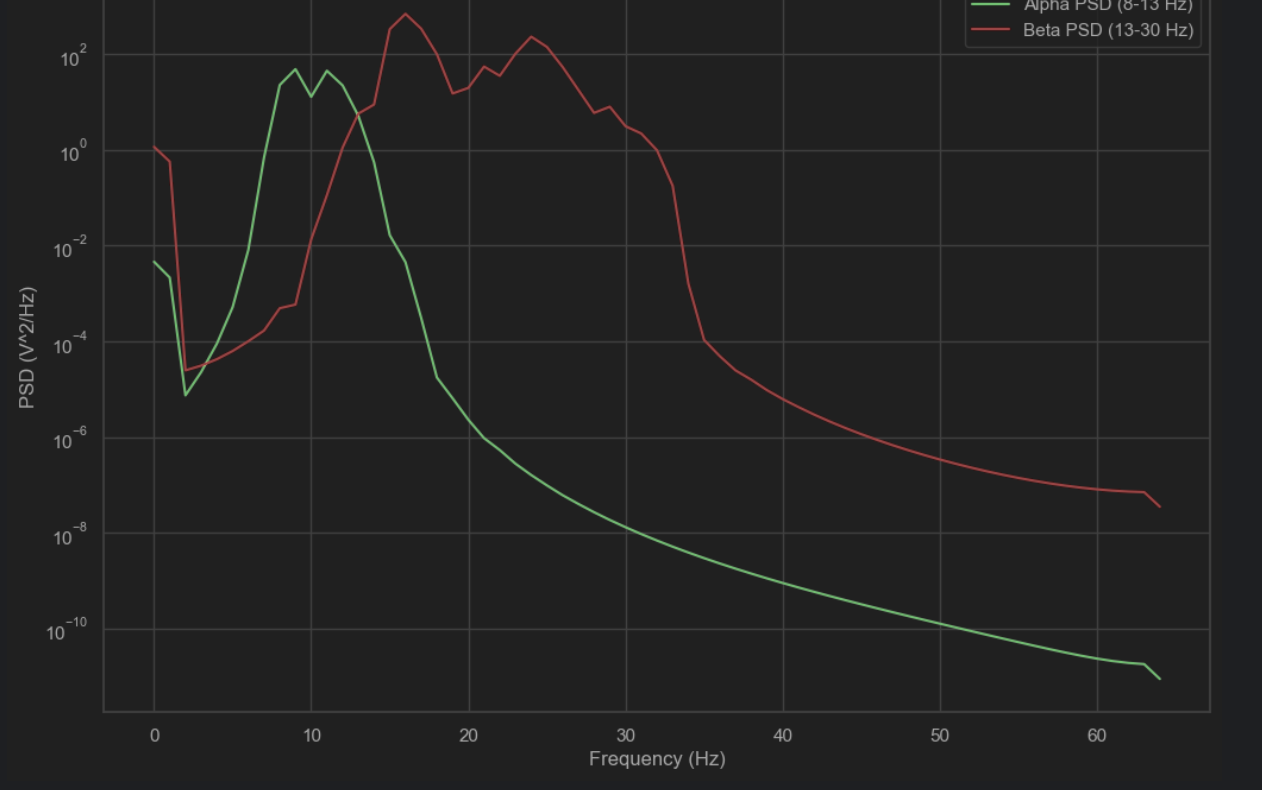 Alpha PSD (8-13 Hz)
Beta PSD (13-30 Hz)
10^2
10^0
10^−2
10^−4
10^−6
10^−8
10^−10
PSD (V^2/Hz)
0 10 20 30 40 50 60
Frequency (Hz)